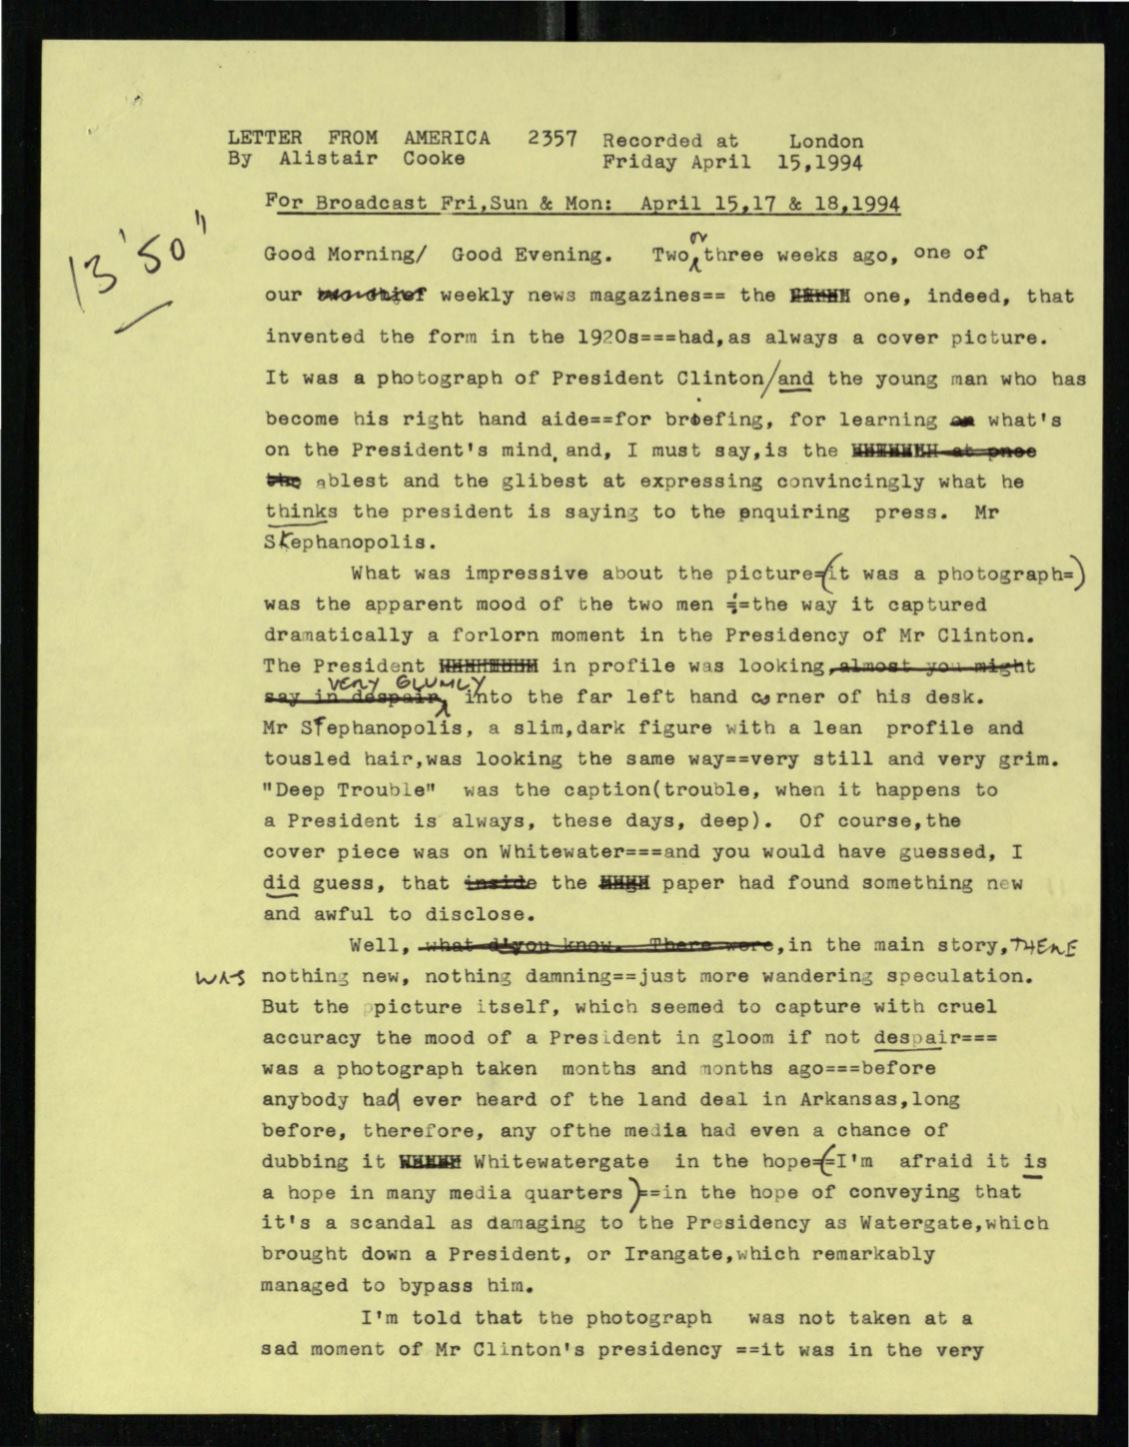 LETTER FROM AMERICA 2357 Recorded at London
By Alistair Cooke Friday April 15,1994
For Broadcast Fri,Sun & Mon: April 15,17 & 18,1994
13'50"
Good Morning/ Good Evening. Two or three weeks ago, one of
our weekly news magazines== the one, indeed, that
invented the form in the 1920s===had,as always a cover picture.
It was a photograph of President Clinton/and the young man who has
become his right hand aide==for briefing, for learning what's
on the President's mind, and, I must say,is the at pnce
the ablest and the glibest at expressing convincingly what he
thinks the president is saying to the enquiring press. Mr
Stephanopolis.
What was impressive about the picture=(it was a photograph=)
was the apparent mood of the two men ==the way it captured
dramatically a forlorn moment in the Presidency of Mr Clinton.
The President in profile was looking,almost you might
say in despair, VERY GLUMLY into the far left hand corner of his desk.
Mr Stephanopolis, a slim,dark figure with a lean profile and
tousled hair,was looking the same way==very still and very grim.
"Deep Trouble" was the caption(trouble, when it happens to
a President is always, these days, deep). Of course,the
cover piece was on Whitewater===and you would have guessed, I
did guess, that inside the paper had found something new
and awful to disclose.
Well, what d'you know. There were,in the main story, THERE
WAS nothing new, nothing damning==just more wandering speculation.
But the picture itself, which seemed to capture with cruel
accuracy the mood of a President in gloom if not despair===
was a photograph taken months and months ago===before
anybody had ever heard of the land deal in Arkansas,long
before, therefore, any ofthe media had even a chance of
dubbing it Whitewatergate in the hope=(=I'm afraid it is
a hope in many media quarters )==in the hope of conveying that
it's a scandal as damaging to the Presidency as Watergate,which
brought down a President, or Irangate,which remarkably
managed to bypass him.
I'm told that the photograph was not taken at a
sad moment of Mr Clinton's presidency ==it was in the very